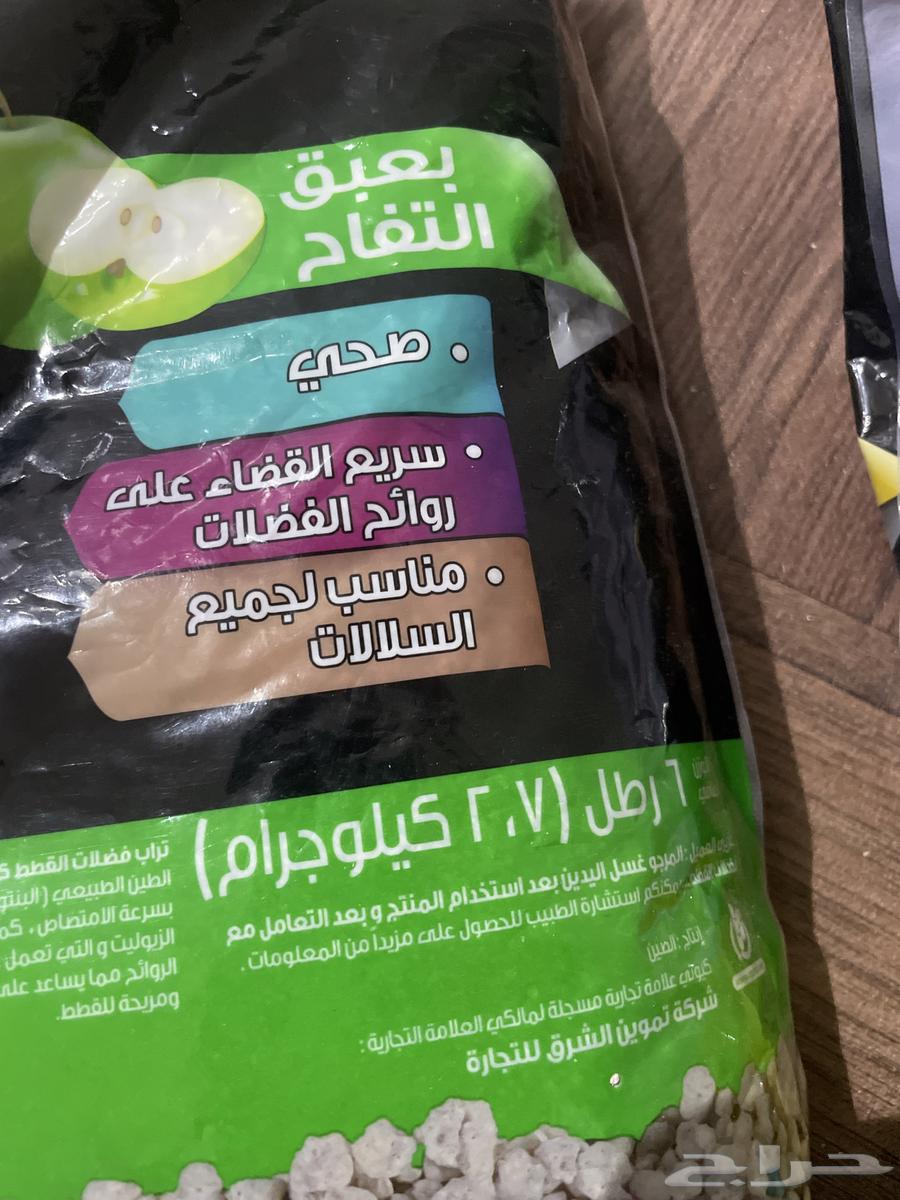 بعبق
التفاح
• صحي
• سريع القضاء على
روائح الفضلات
• مناسب لجميع
السلالات
٦ رطل (٢,٧ كيلوجرام)
المرجو غسل اليدين بعد استخدام المنتج و بعد التعامل مع
يمكنكم استشارة الطبيب للحصول على مزيداً من المعلومات.
إنتاج: الصين
كيوتي علامة تجارية مسجلة لمالكي العلامة التجارية:
شركة تموين الشرق للتجارة
تراب فضلات القطط
الطين الطبيعي
بسرعة الامتصاص،
الزيوليت و التي تعمل
الروائح مما يساعد على
ومريحة للقطط.
حراج